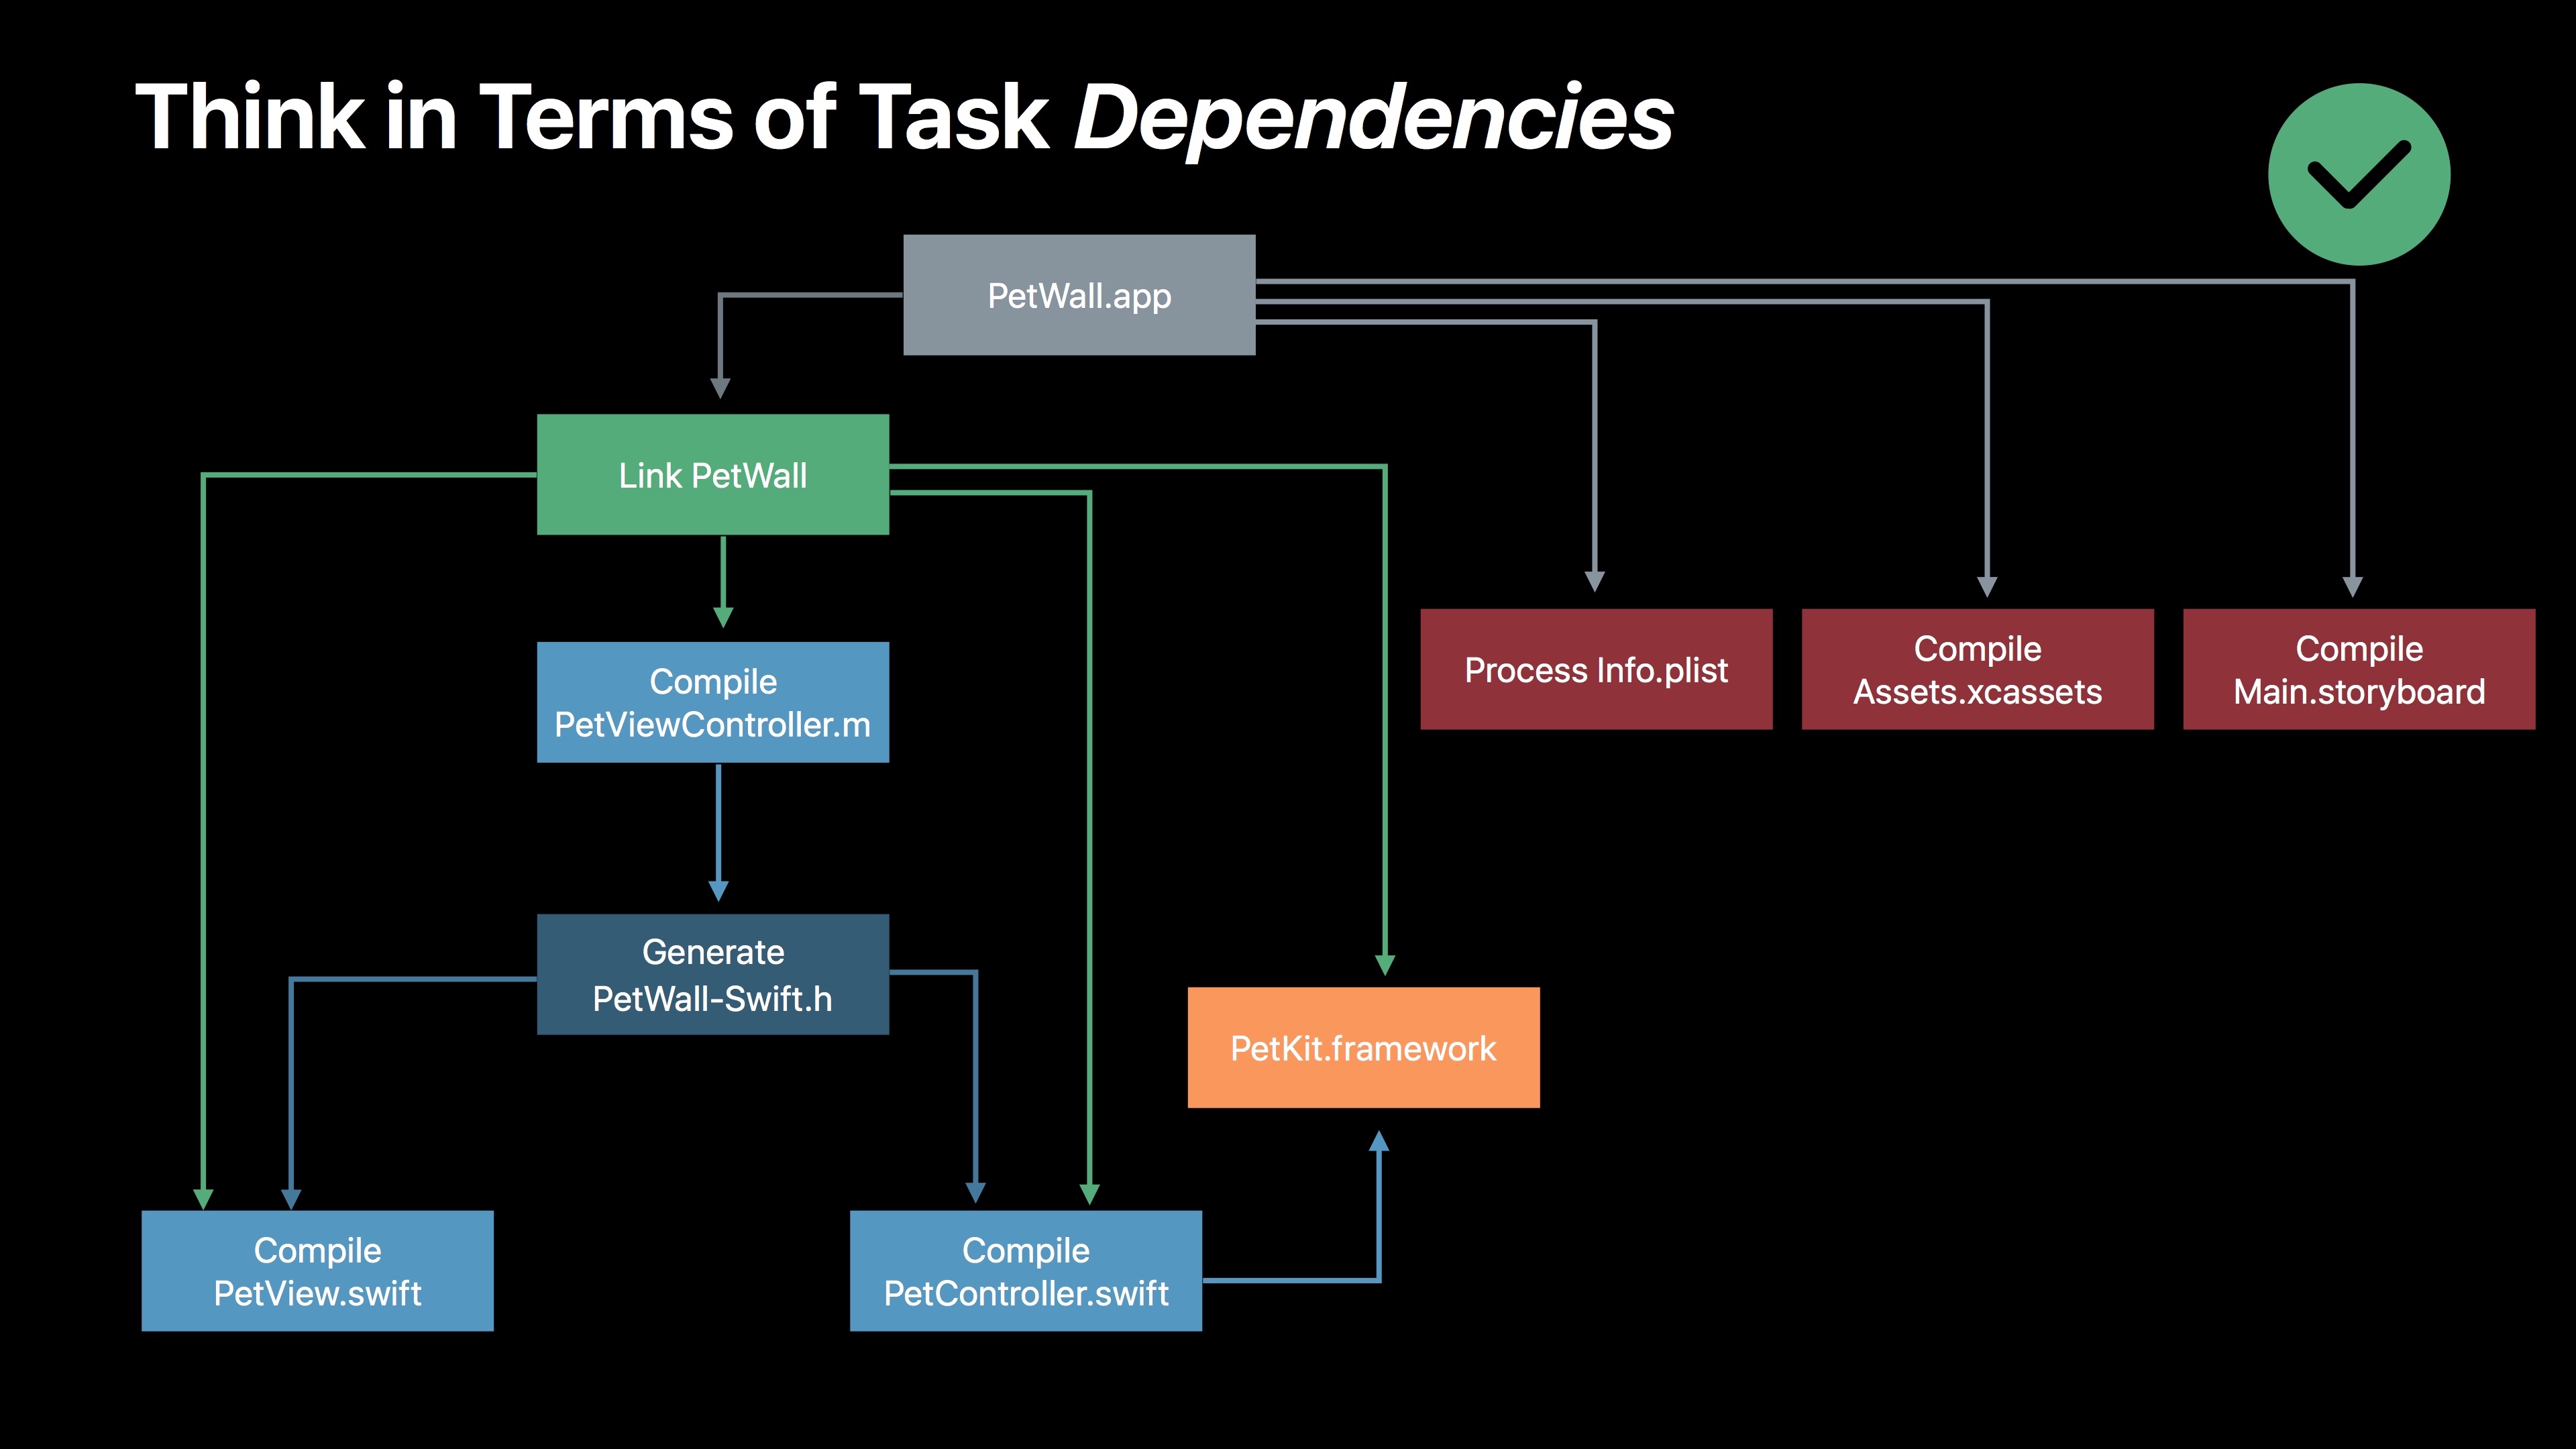 Think in Terms of Task Dependencies
PetWall.app
Link PetWall
Compile
PetViewController.m
Process Info.plist
Compile
Assets.xcassets
Compile
Main.storyboard
Generate
PetWall-Swift.h
PetKit.framework
Compile
PetView.swift
Compile
PetController.swift